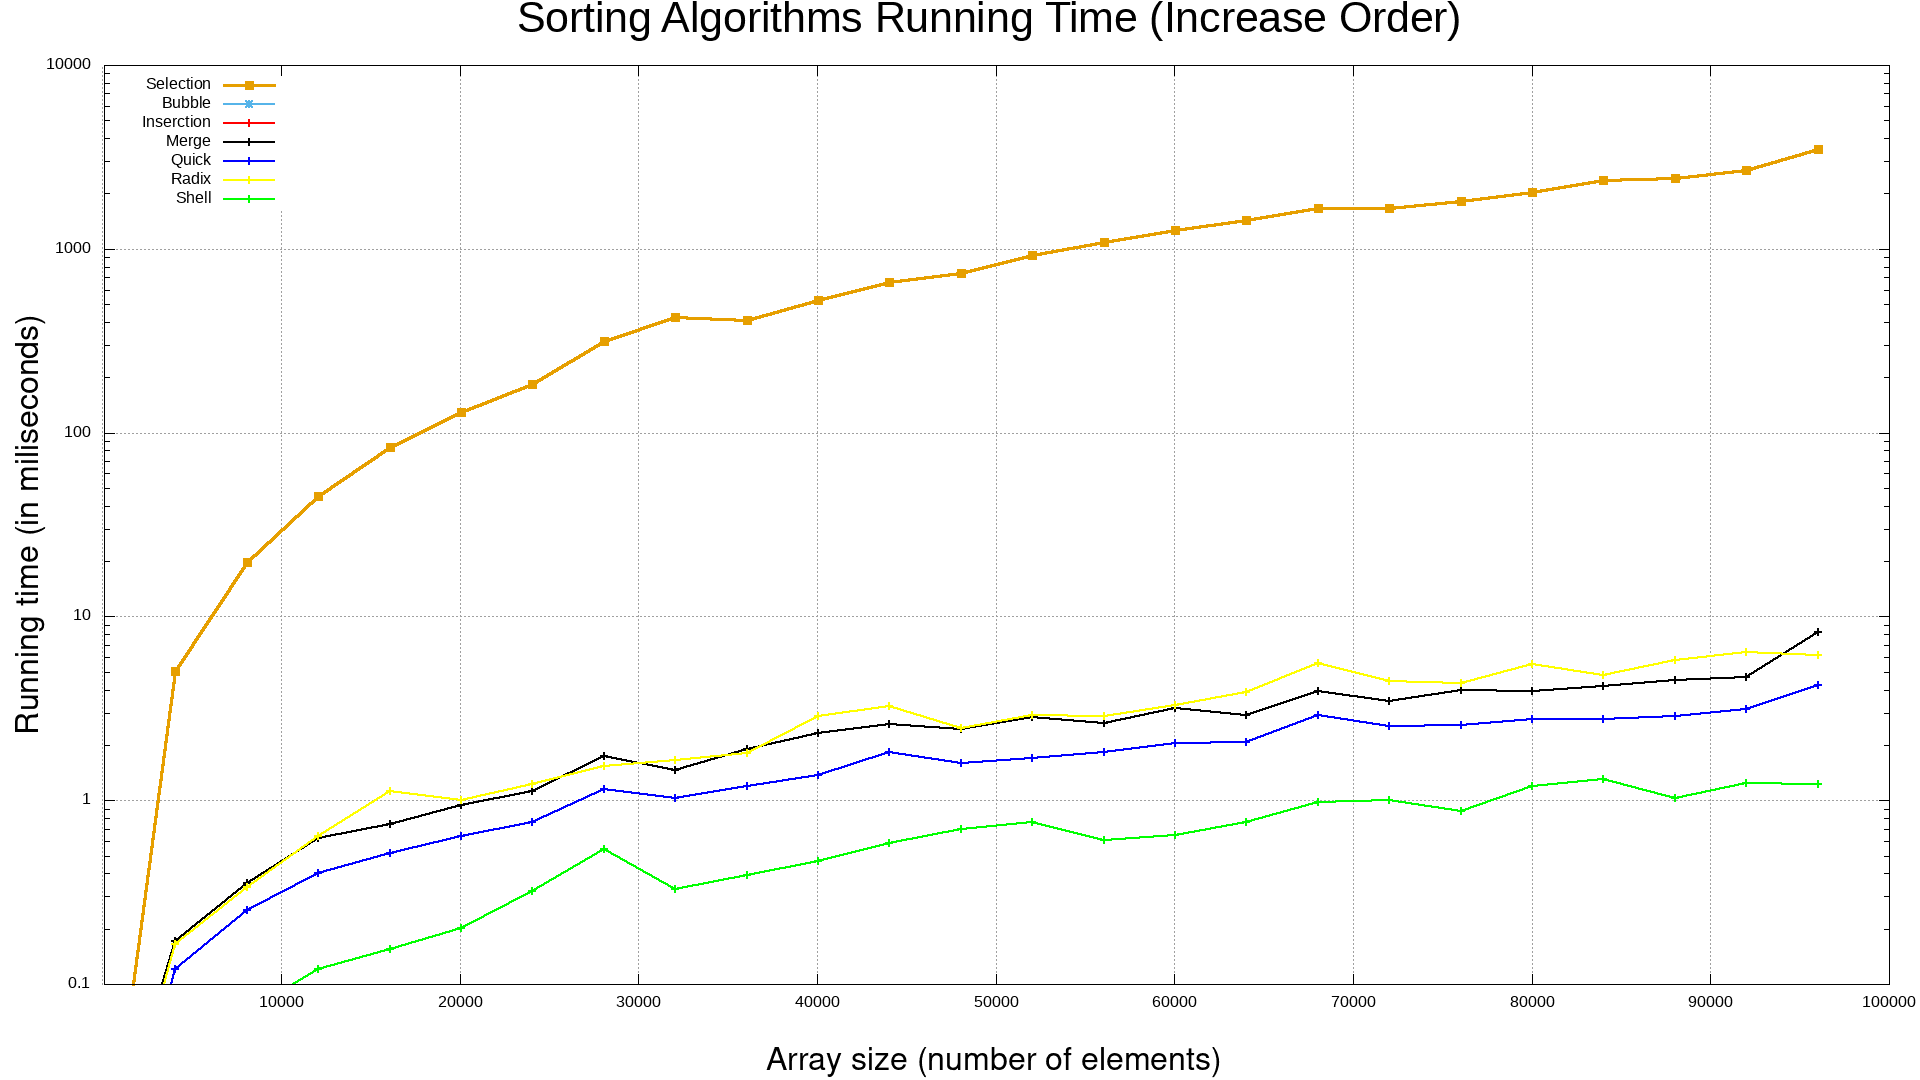 Sorting Algorithms Running Time (Increase Order)
10000
1000
100
10
1
0.1
Selection
Bubble
Inserction
Merge
Quick
Radix
Shell
Running time (in miliseconds)
10000 20000 30000 40000 50000 60000 70000 80000 90000 100000
Array size (number of elements)